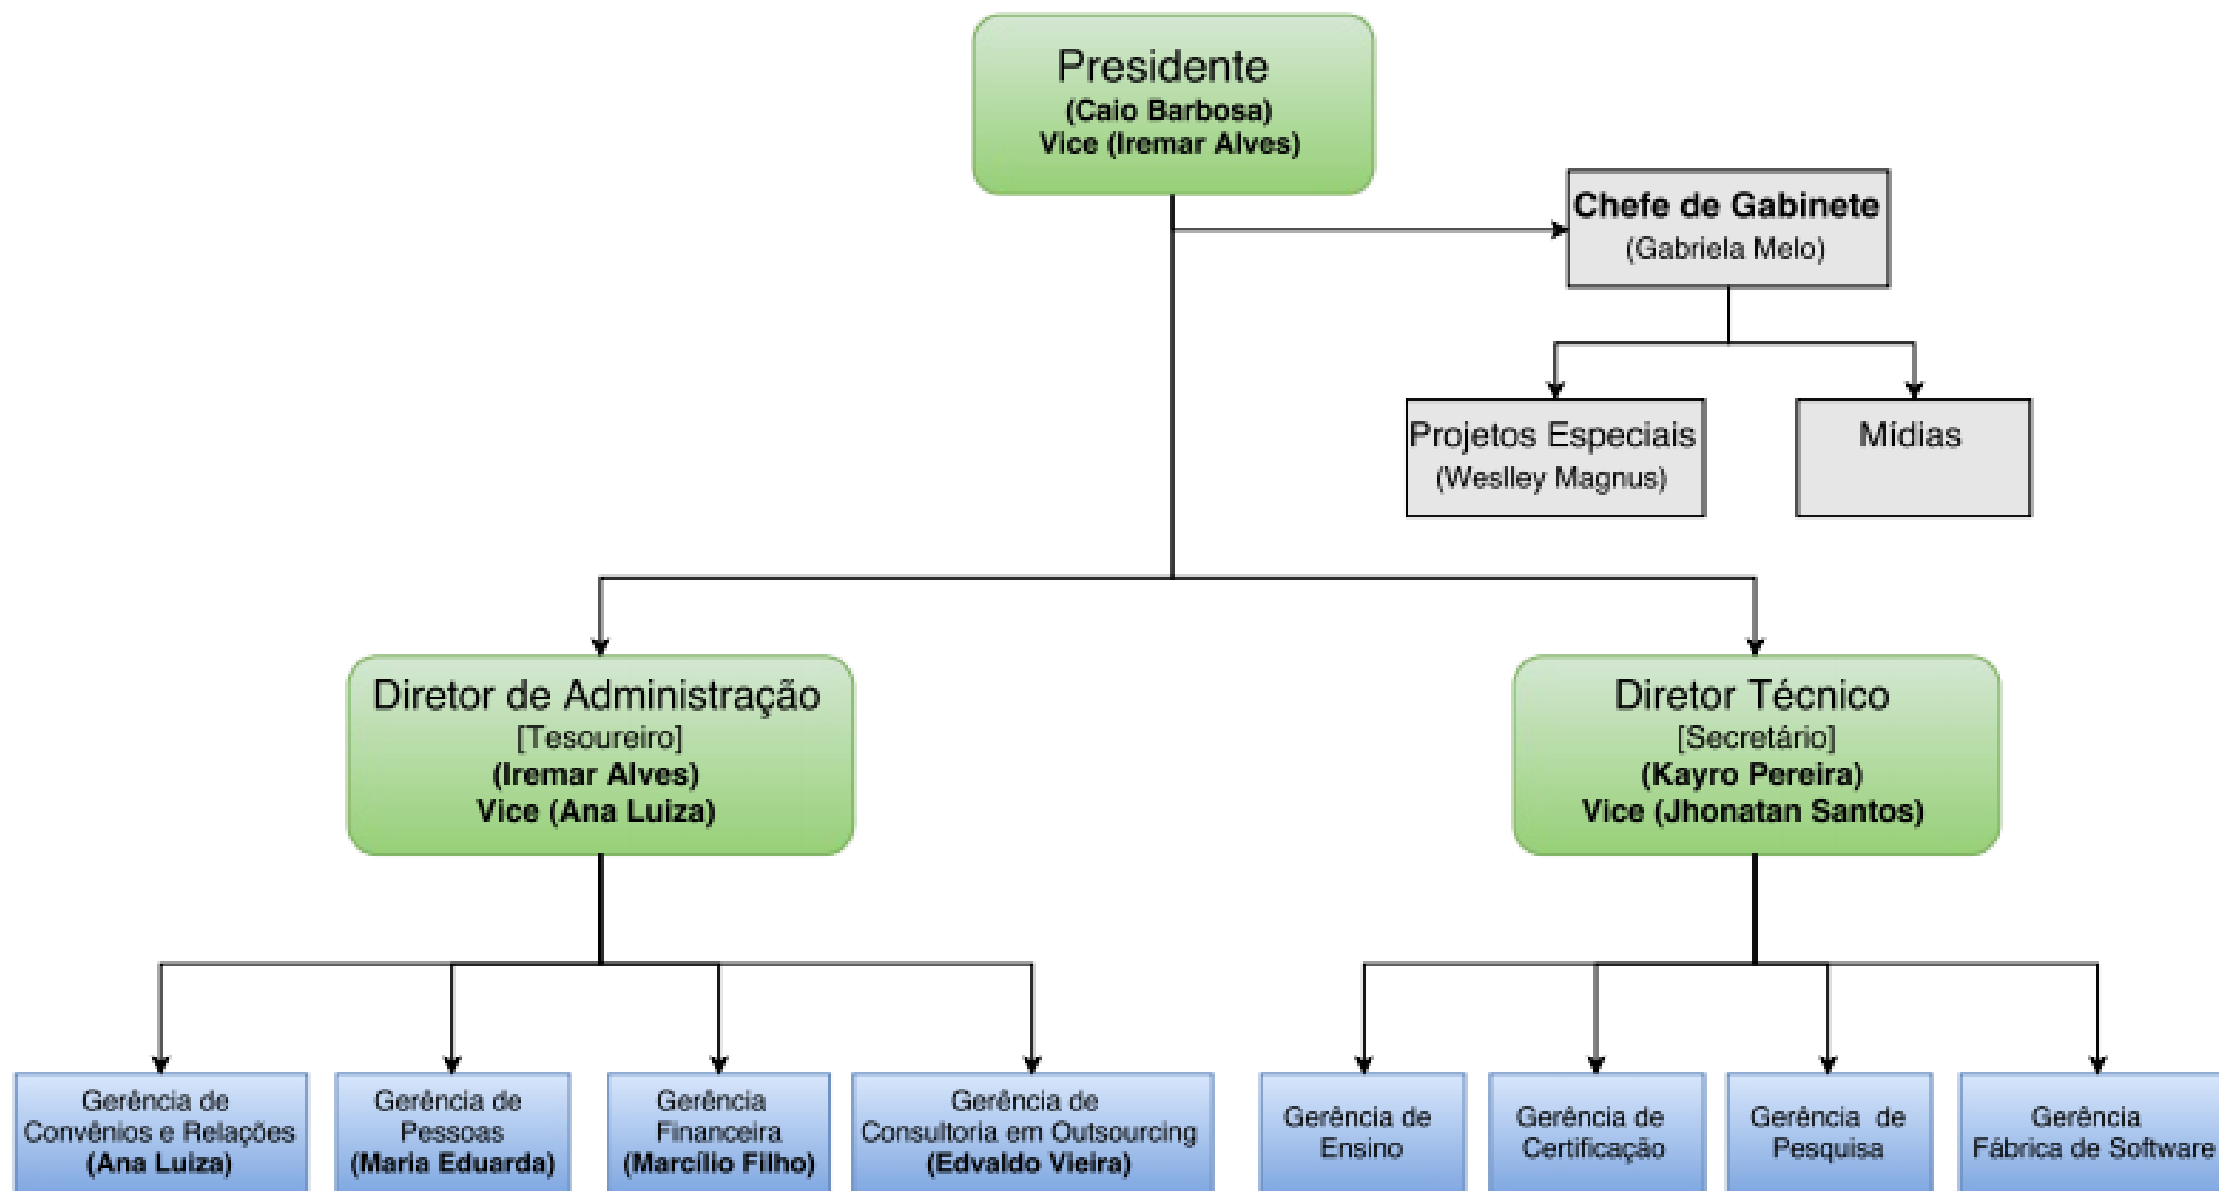 Presidente
(Caio Barbosa)
Vice (Iremar Alves)
Chefe de Gabinete
(Gabriela Melo)
Projetos Especiais
(Weslley Magnus)
Mídias
Diretor de Administração
[Tesoureiro]
(Iremar Alves)
Vice (Ana Luiza)
Diretor Técnico
[Secretário]
(Kayro Pereira)
Vice (Jhonatan Santos)
Gerência de
Convênios e Relações
(Ana Luiza)
Gerência de
Pessoas
(Maria Eduarda)
Gerência
Financeira
(Marcílio Filho)
Gerência de
Consultoria em Outsourcing
(Edvaldo Vieira)
Gerência de
Ensino
Gerência de
Certificação
Gerência de
Pesquisa
Gerência
Fábrica de Software